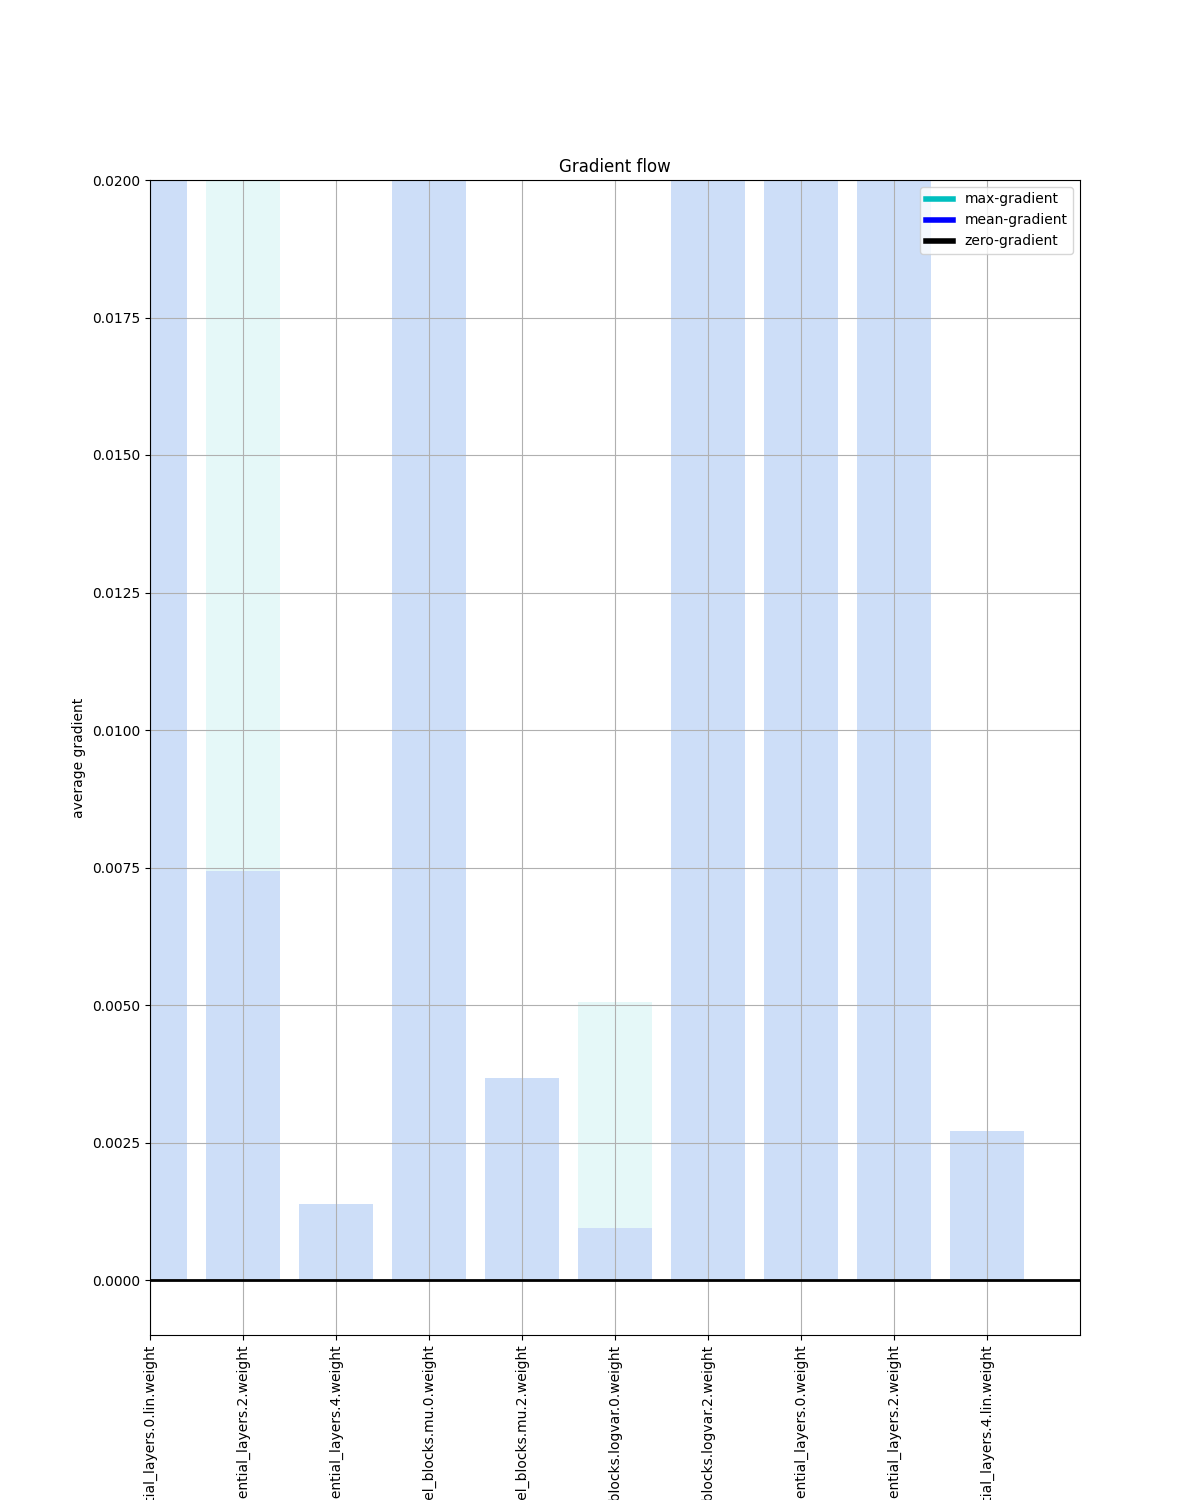 Gradient flow
max-gradient
mean-gradient
zero-gradient
0.0200
0.0175
0.0150
0.0125
0.0100
0.0075
0.0050
0.0025
0.0000
average gradient
tial_layers.0.lin.weight
ential_layers.2.weight
ential_layers.4.weight
el_blocks.mu.0.weight
el_blocks.mu.2.weight
blocks.logvar.0.weight
blocks.logvar.2.weight
ential_layers.0.weight
ential_layers.2.weight
tial_layers.4.lin.weight